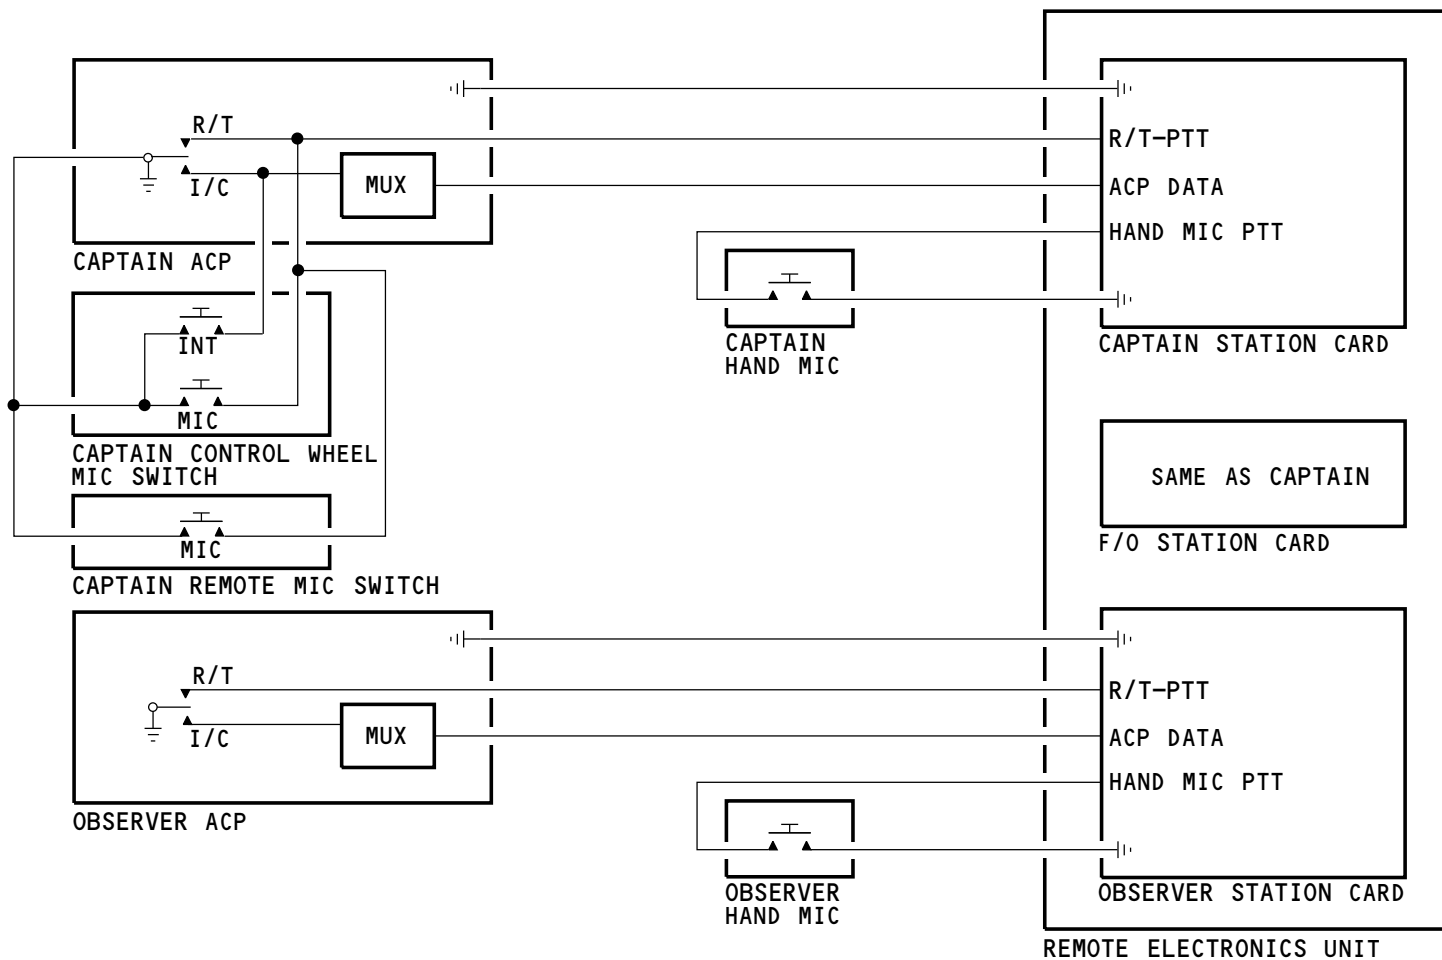 R/T
I/C
MUX
CAPTAIN ACP
INT
MIC
CAPTAIN CONTROL WHEEL
MIC SWITCH
MIC
CAPTAIN REMOTE MIC SWITCH
R/T
I/C
MUX
OBSERVER ACP
CAPTAIN
HAND MIC
OBSERVER
HAND MIC
R/T-PTT
ACP DATA
HAND MIC PTT
CAPTAIN STATION CARD
SAME AS CAPTAIN
F/O STATION CARD
R/T-PTT
ACP DATA
HAND MIC PTT
OBSERVER STATION CARD
REMOTE ELECTRONICS UNIT